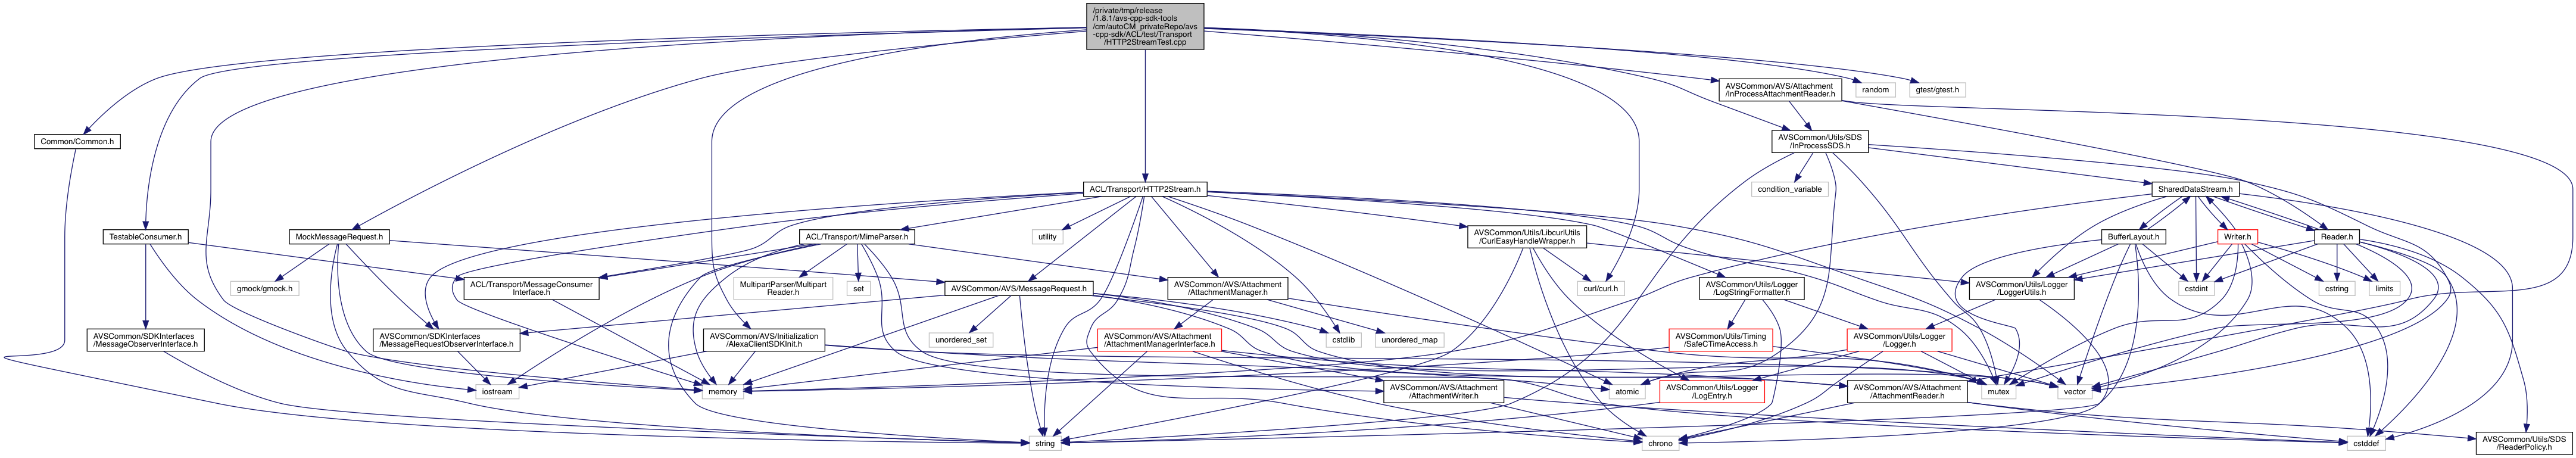 /private/tmp/release
/1.8.1/avs-cpp-sdk-tools
/cm/autoCM_privateRepo/avs
-cpp-sdk/ACL/test/Transport
/HTTP2StreamTest.cpp
AVSCommon/AVS/Attachment
/InProcessAttachmentReader.h
random
gtest/gtest.h
Common/Common.h
AVSCommon/Utils/SDS
/InProcessSDS.h
ACL/Transport/HTTP2Stream.h
condition_variable
SharedDataStream.h
TestableConsumer.h
MockMessageRequest.h
ACL/Transport/MimeParser.h
utility
AVSCommon/Utils/LibcurlUtils
/CurlEasyHandleWrapper.h
BufferLayout.h
Writer.h
Reader.h
gmock/gmock.h
ACL/Transport/MessageConsumer
Interface.h
MultipartParser/Multipart
Reader.h
set
AVSCommon/AVS/MessageRequest.h
AVSCommon/AVS/Attachment
/AttachmentManager.h
curl/curl.h
AVSCommon/Utils/Logger
/LogStringFormatter.h
AVSCommon/Utils/Logger
/LoggerUtils.h
cstdint
cstring
limits
AVSCommon/SDKInterfaces
/MessageObserverInterface.h
AVSCommon/SDKInterfaces
/MessageRequestObserverInterface.h
AVSCommon/AVS/Initialization
/AlexaClientSDKInit.h
unordered_set
AVSCommon/AVS/Attachment
/AttachmentManagerInterface.h
cstdlib
unordered_map
AVSCommon/Utils/Timing
/SafeCTimeAccess.h
AVSCommon/Utils/Logger
/Logger.h
iostream
memory
AVSCommon/AVS/Attachment
/AttachmentWriter.h
atomic
AVSCommon/Utils/Logger
/LogEntry.h
AVSCommon/AVS/Attachment
/AttachmentReader.h
mutex
vector
string
chrono
cstddef
AVSCommon/Utils/SDS
/ReaderPolicy.h